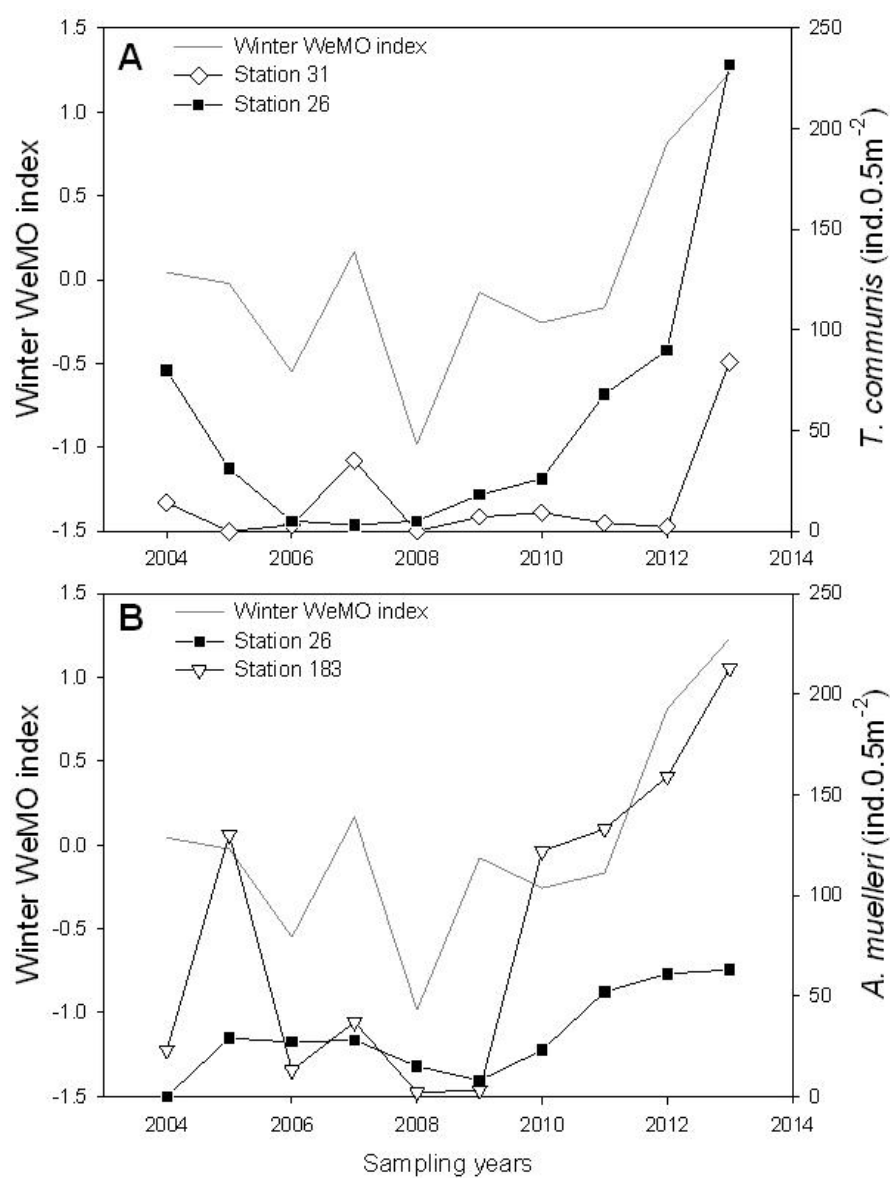 A
Winter WeMO index
Station 31
Station 26
1.5
1.0
0.5
0.0
-0.5
-1.0
-1.5
Winter WeMO index
250
200
150
100
50
0
T. communis (ind.0.5m⁻²)
2004 2006 2008 2010 2012 2014
B
Winter WeMO index
Station 26
Station 183
1.5
1.0
0.5
0.0
-0.5
-1.0
-1.5
Winter WeMO index
250
200
150
100
50
0
A. muelleri (ind.0.5m⁻²)
2004 2006 2008 2010 2012 2014
Sampling years